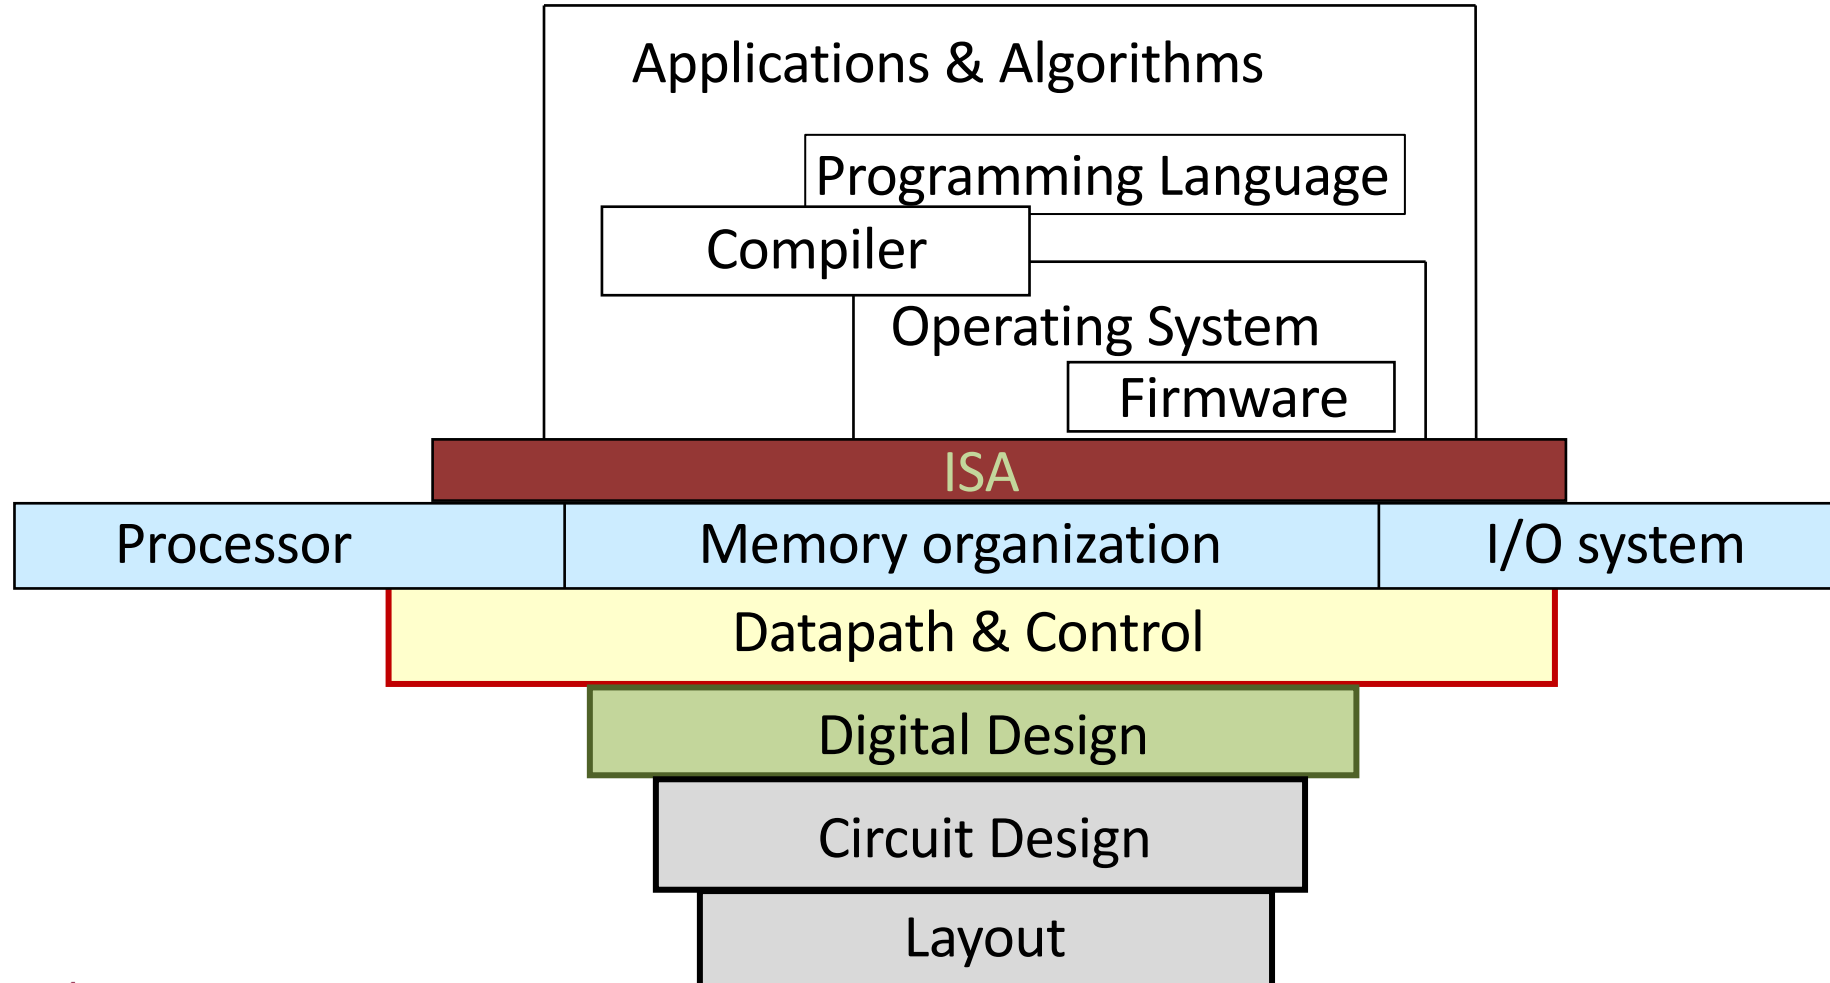 Applications & Algorithms
Programming Language
Compiler
Operating System
Firmware
ISA
Processor
Memory organization
I/O system
Datapath & Control
Digital Design
Circuit Design
Layout